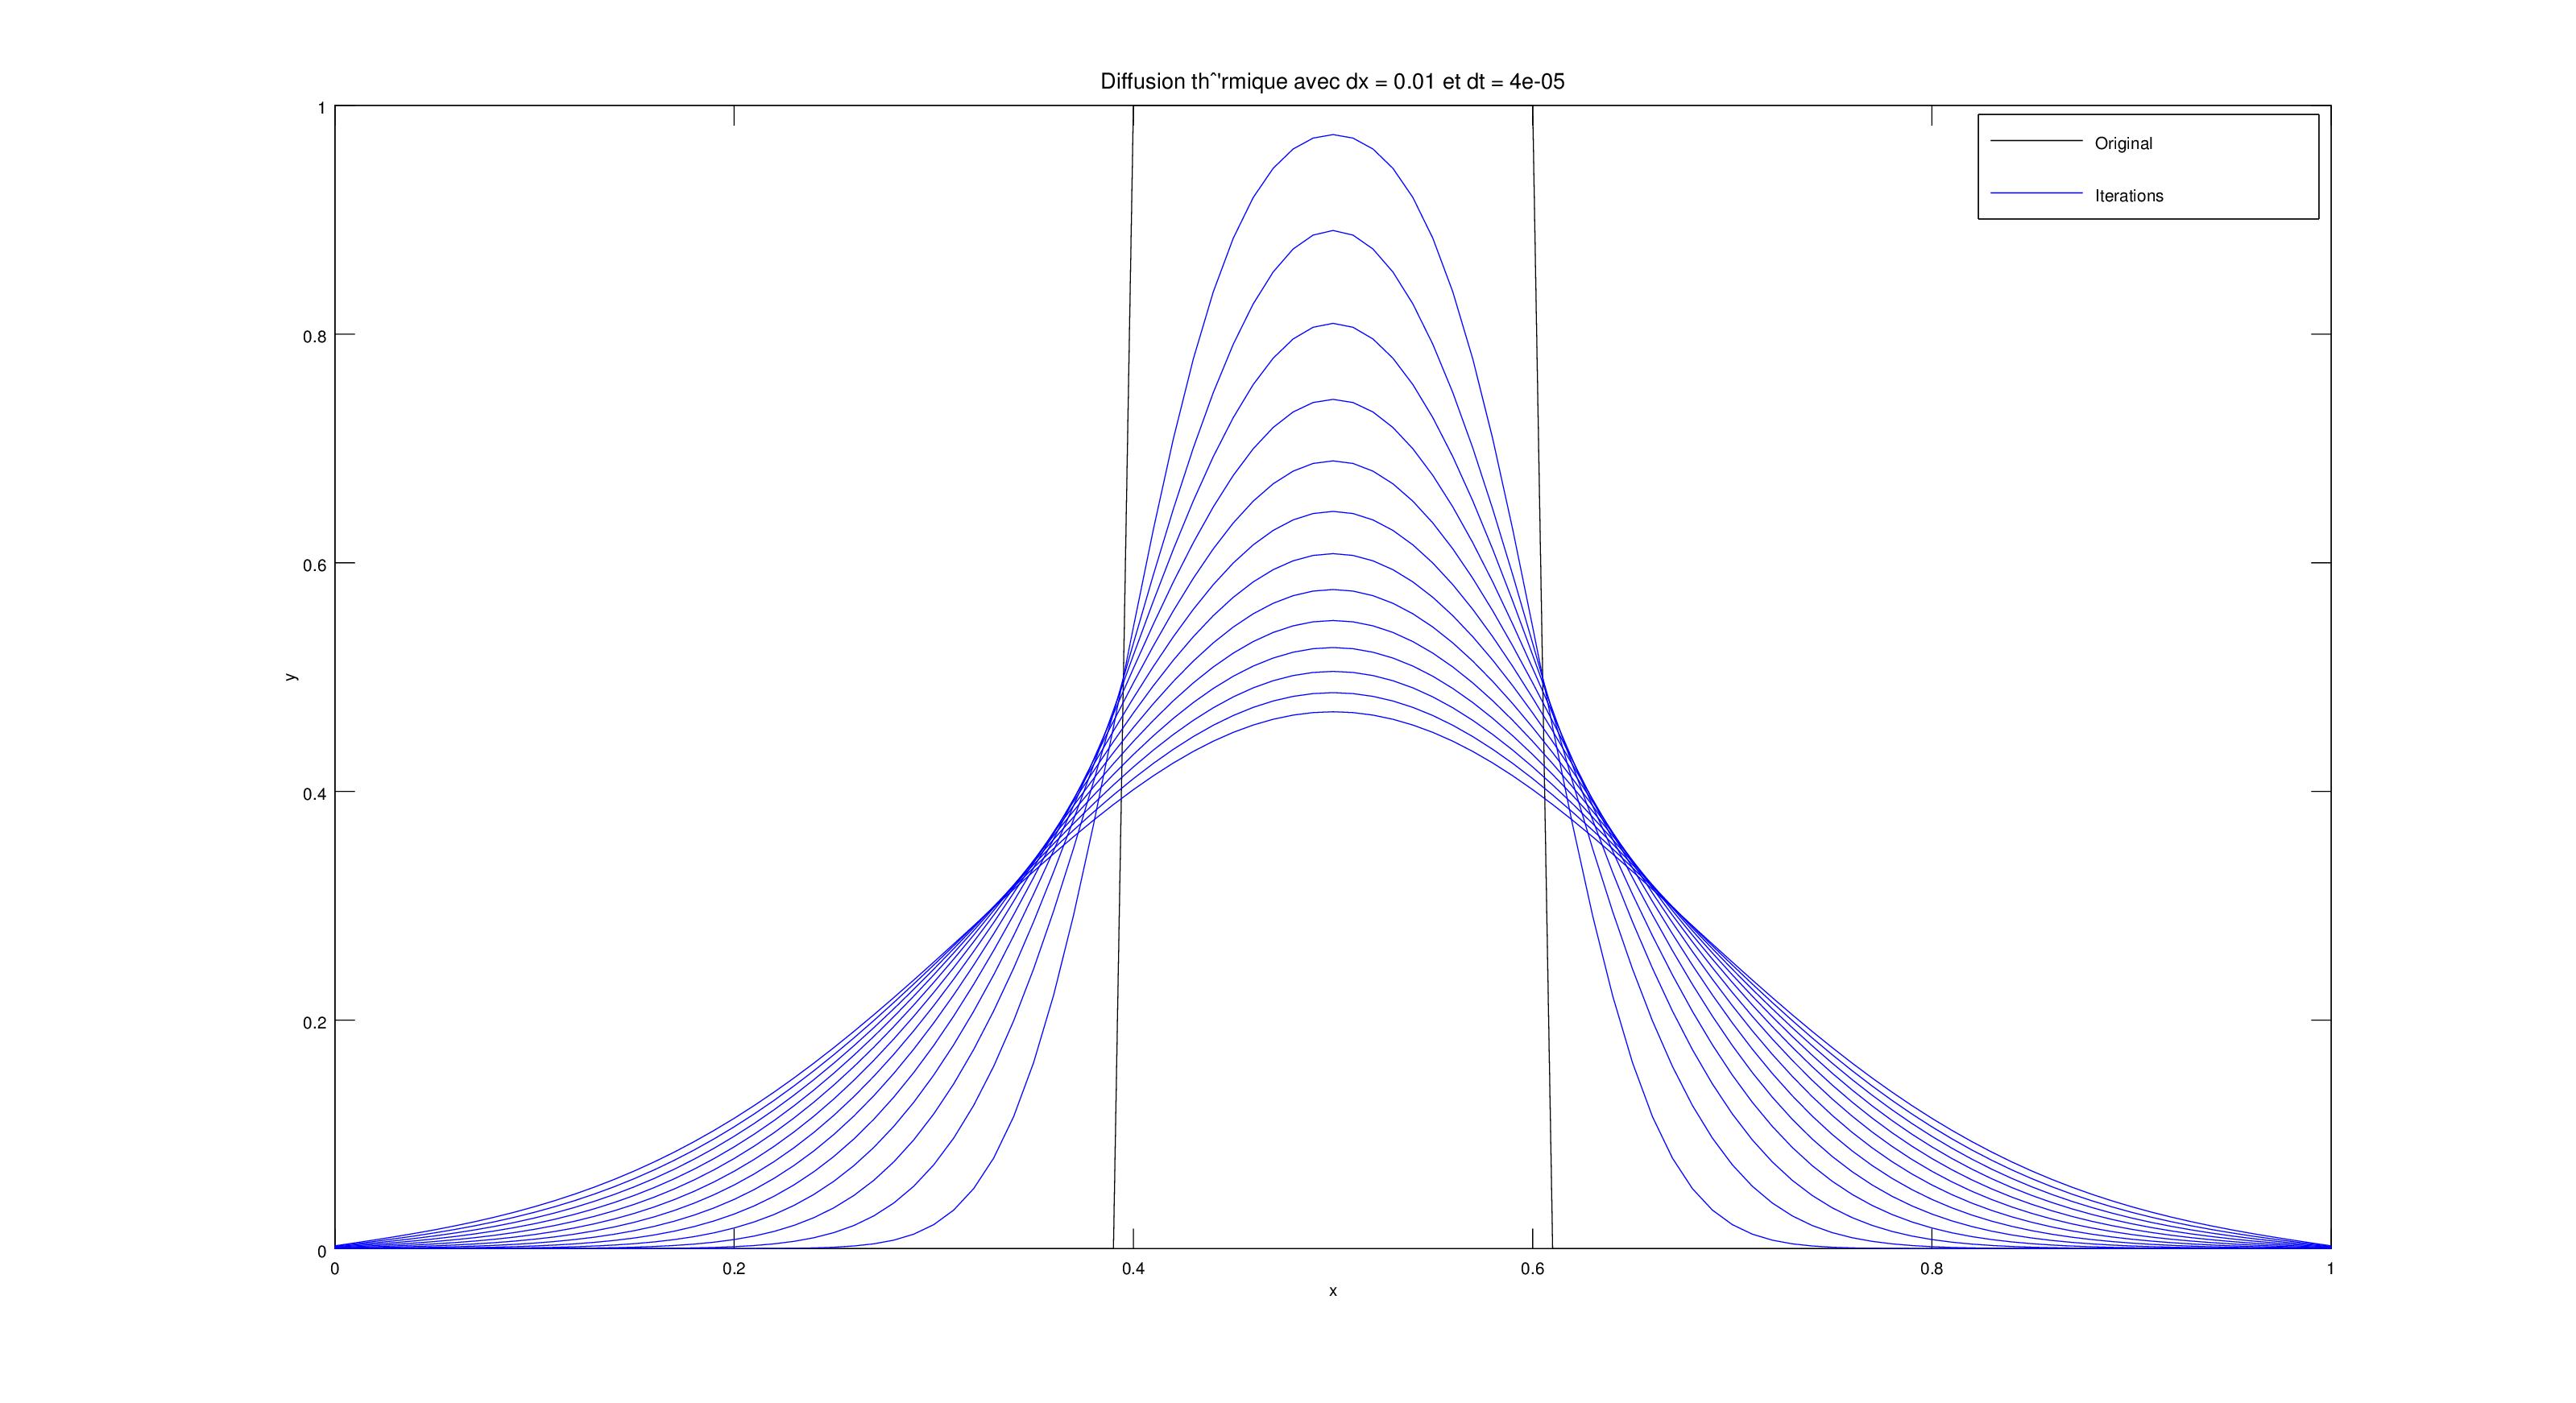 Diffusion thˆ'rmique avec dx = 0.01 et dt = 4e-05
1
Original
Iterations
0.8
0.6
y
0.4
0.2
0
0 0.2 0.4 0.6 0.8 1
x